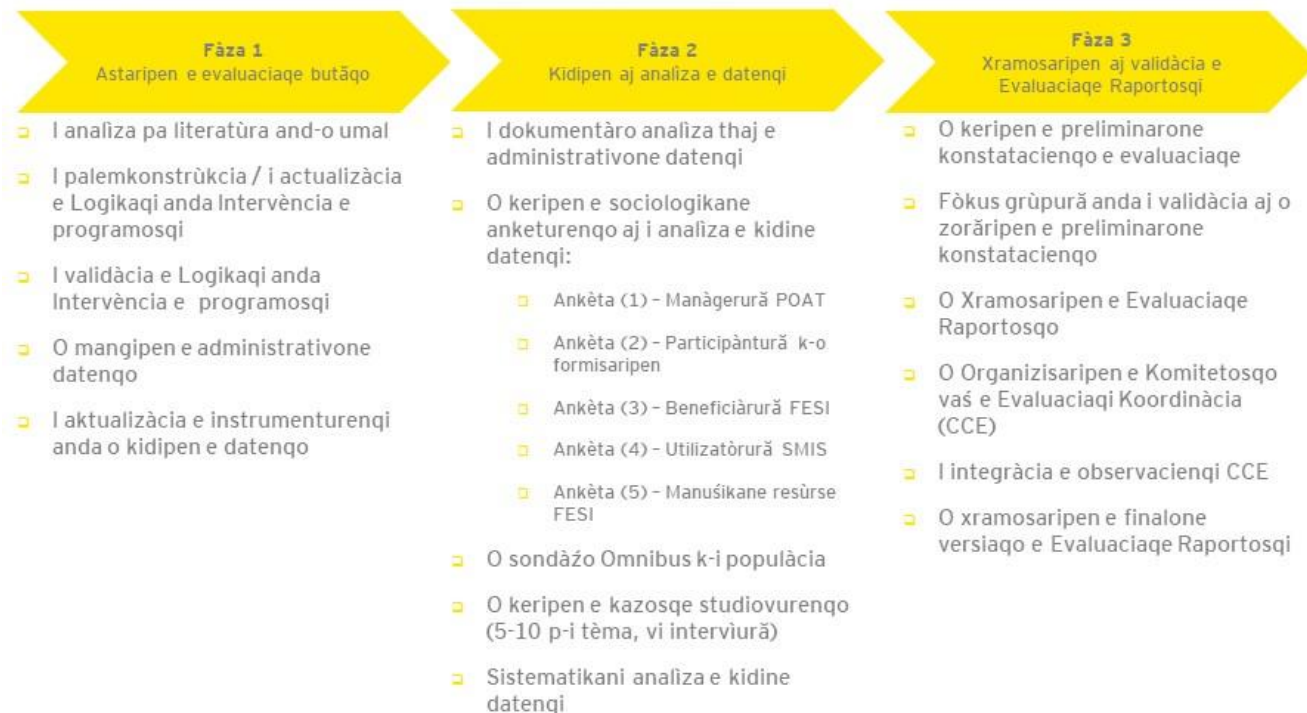 Fàza 1
Astaripen e evaluaciaqe butăqo
I analìza pa literatùra and-o umal
I palemkonstrùkcia / i actualizàcia
e Logikaqi anda Intervència e
programosqi
I validàcia e Logikaqi anda
Intervència e programosqi
O mangipen e administrativone
datenqo
I aktualizàcia e instrumenturenqi
anda o kidipen e datenqo
Fàza 2
Kidipen aj analìza e datenqi
I dokumentàro analìza thaj e
administrativone datenqi
O keripen e sociologikane
anketurenqo aj i analìza e kidine
datenqi:
Ankèta (1) – Manàgerură POAT
Ankèta (2) – Participàntură k-o
formisaripen
Ankèta (3) – Beneficiàrură FESI
Ankèta (4) – Utilizatòrură SMIS
Ankèta (5) – Manuśikane resùrse
FESI
O sondàźo Omnibus k-i populàcia
O keripen e kazosqe studiovurenqo
(5-10 p-i tèma, vi intervìură)
Sistematikani analìza e kidine
datenqi
Fàza 3
Xramosaripen aj validàcia e
Evaluaciaqe Raportosqi
O keripen e preliminarone
konstatacienqo e evaluaciaqe
Fòkus grùpură anda i validàcia aj o
zorăripen e preliminarone
konstatacienqo
O Xramosaripen e Evaluaciaqe
Raportosqo
O Organizisaripen e Komitetosqo
vaś e Evaluaciaqi Koordinàcia
(CCE)
I integràcia e observacienqi CCE
O xramosaripen e finalone
versiaqo e Evaluaciaqe Raportosqi